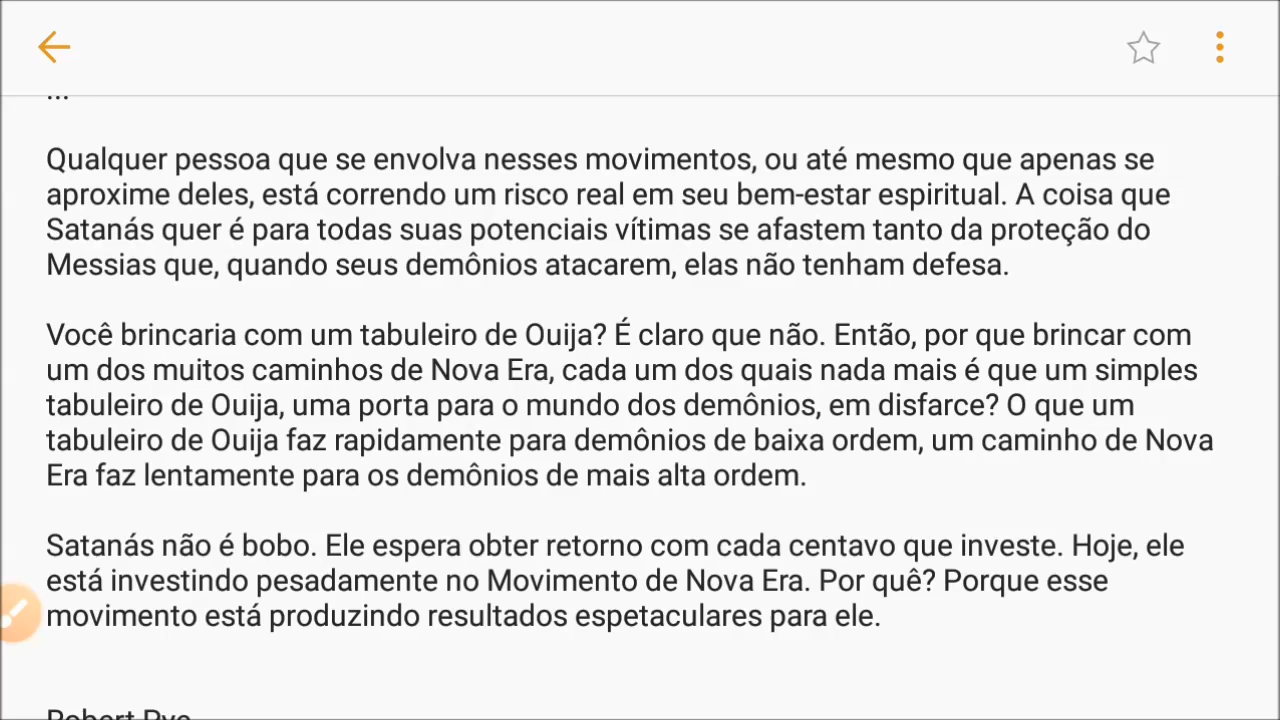 ...
Qualquer pessoa que se envolva nesses movimentos, ou até mesmo que apenas se
aproxime deles, está correndo um risco real em seu bem-estar espiritual. A coisa que
Satanás quer é para todas suas potenciais vítimas se afastem tanto da proteção do
Messias que, quando seus demônios atacarem, elas não tenham defesa.
Você brincaria com um tabuleiro de Ouija? É claro que não. Então, por que brincar com
um dos muitos caminhos de Nova Era, cada um dos quais nada mais é que um simples
tabuleiro de Ouija, uma porta para o mundo dos demônios, em disfarce? O que um
tabuleiro de Ouija faz rapidamente para demônios de baixa ordem, um caminho de Nova
Era faz lentamente para os demônios de mais alta ordem.
Satanás não é bobo. Ele espera obter retorno com cada centavo que investe. Hoje, ele
está investindo pesadamente no Movimento de Nova Era. Por quê? Porque esse
movimento está produzindo resultados espetaculares para ele.
Robert